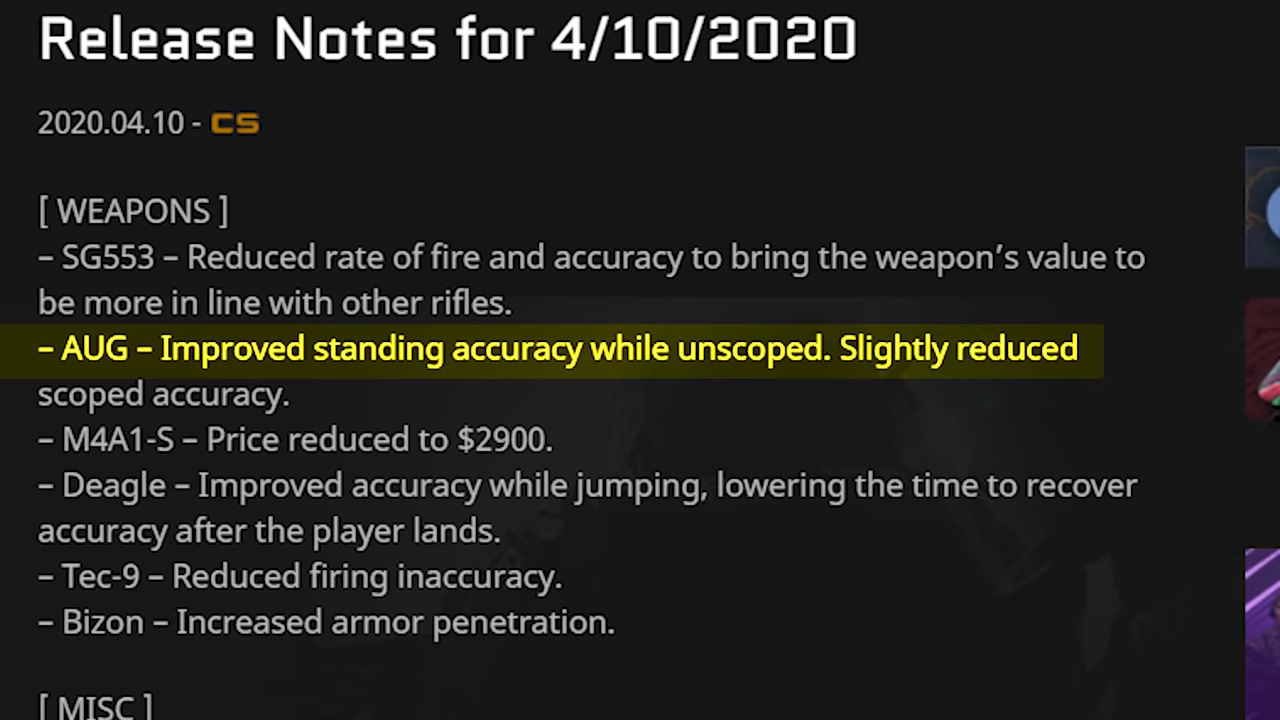 Release Notes for 4/10/2020
2020.04.10 - CS
[ WEAPONS ]
– SG553 – Reduced rate of fire and accuracy to bring the weapon’s value to
be more in line with other rifles.
– AUG – Improved standing accuracy while unscoped. Slightly reduced
scoped accuracy.
– M4A1-S – Price reduced to $2900.
– Deagle – Improved accuracy while jumping, lowering the time to recover
accuracy after the player lands.
– Tec-9 – Reduced firing inaccuracy.
– Bizon – Increased armor penetration.
[ MISC ]